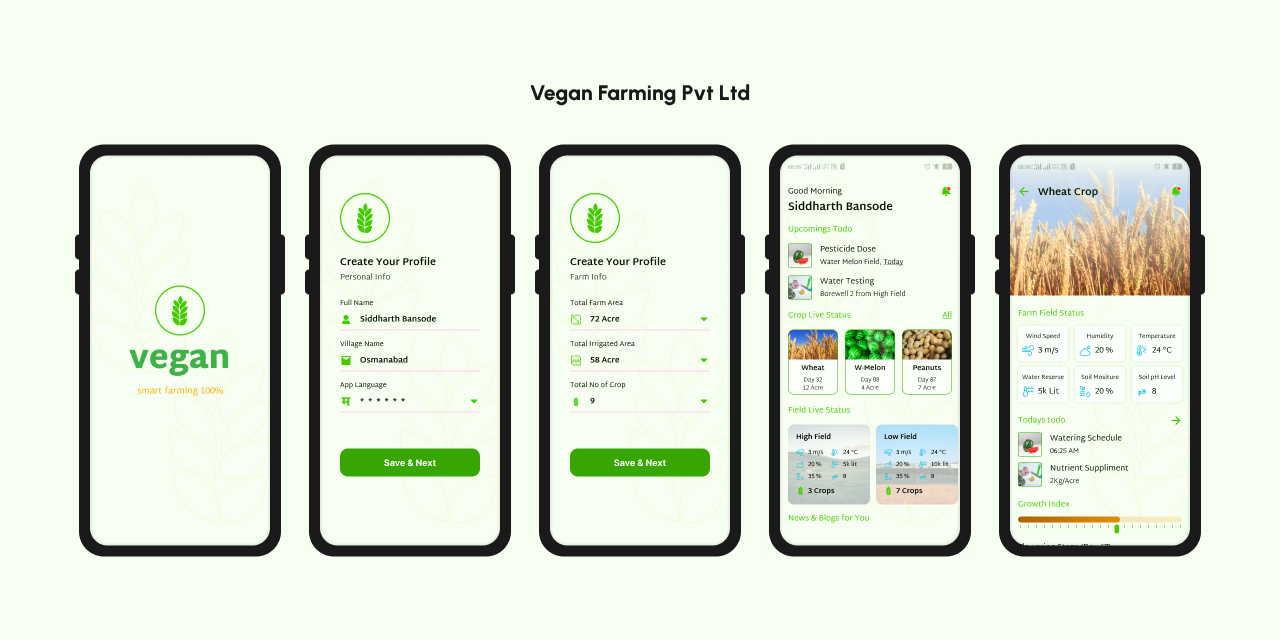 Vegan Farming Pvt Ltd
vegan
smart farming 100%
Create Your Profile
Personal Info
Full Name
Siddharth Bansode
Village Name
Osmanabad
App Language
* * * * * *
Save & Next
Create Your Profile
Farm Info
Total Farm Area
72 Acre
Total Irrigated Area
58 Acre
Total No of Crop
9
Save & Next
Good Morning
Siddharth Bansode
Upcomings Todo
Pesticide Dose
Water Melon Field, Today
Water Testing
Borewell 2 from High Field
Crop Live Status All
Wheat
Day 32
12 Acre
W-Melon
Day 08
4 Acre
Peanuts
Day 87
7 Acre
Field Live Status
High Field
3 m/s 24 °C
20 % 5k lit
35 % 8
3 Crops
Low Field
3 m/s 24 °C
20 % 10k lit
35 % 8
7 Crops
News & Blogs for You
Wheat Crop
Farm Field Status
Wind Speed
3 m/s
Humidity
20 %
Temperature
24 °C
Water Reserve
5k Lit
Soil Mositure
20 %
Soil pH Level
pH 8
Todays todo
Watering Schedule
06:25 AM
Nutrient Suppliment
2Kg/Acre
Growth Index